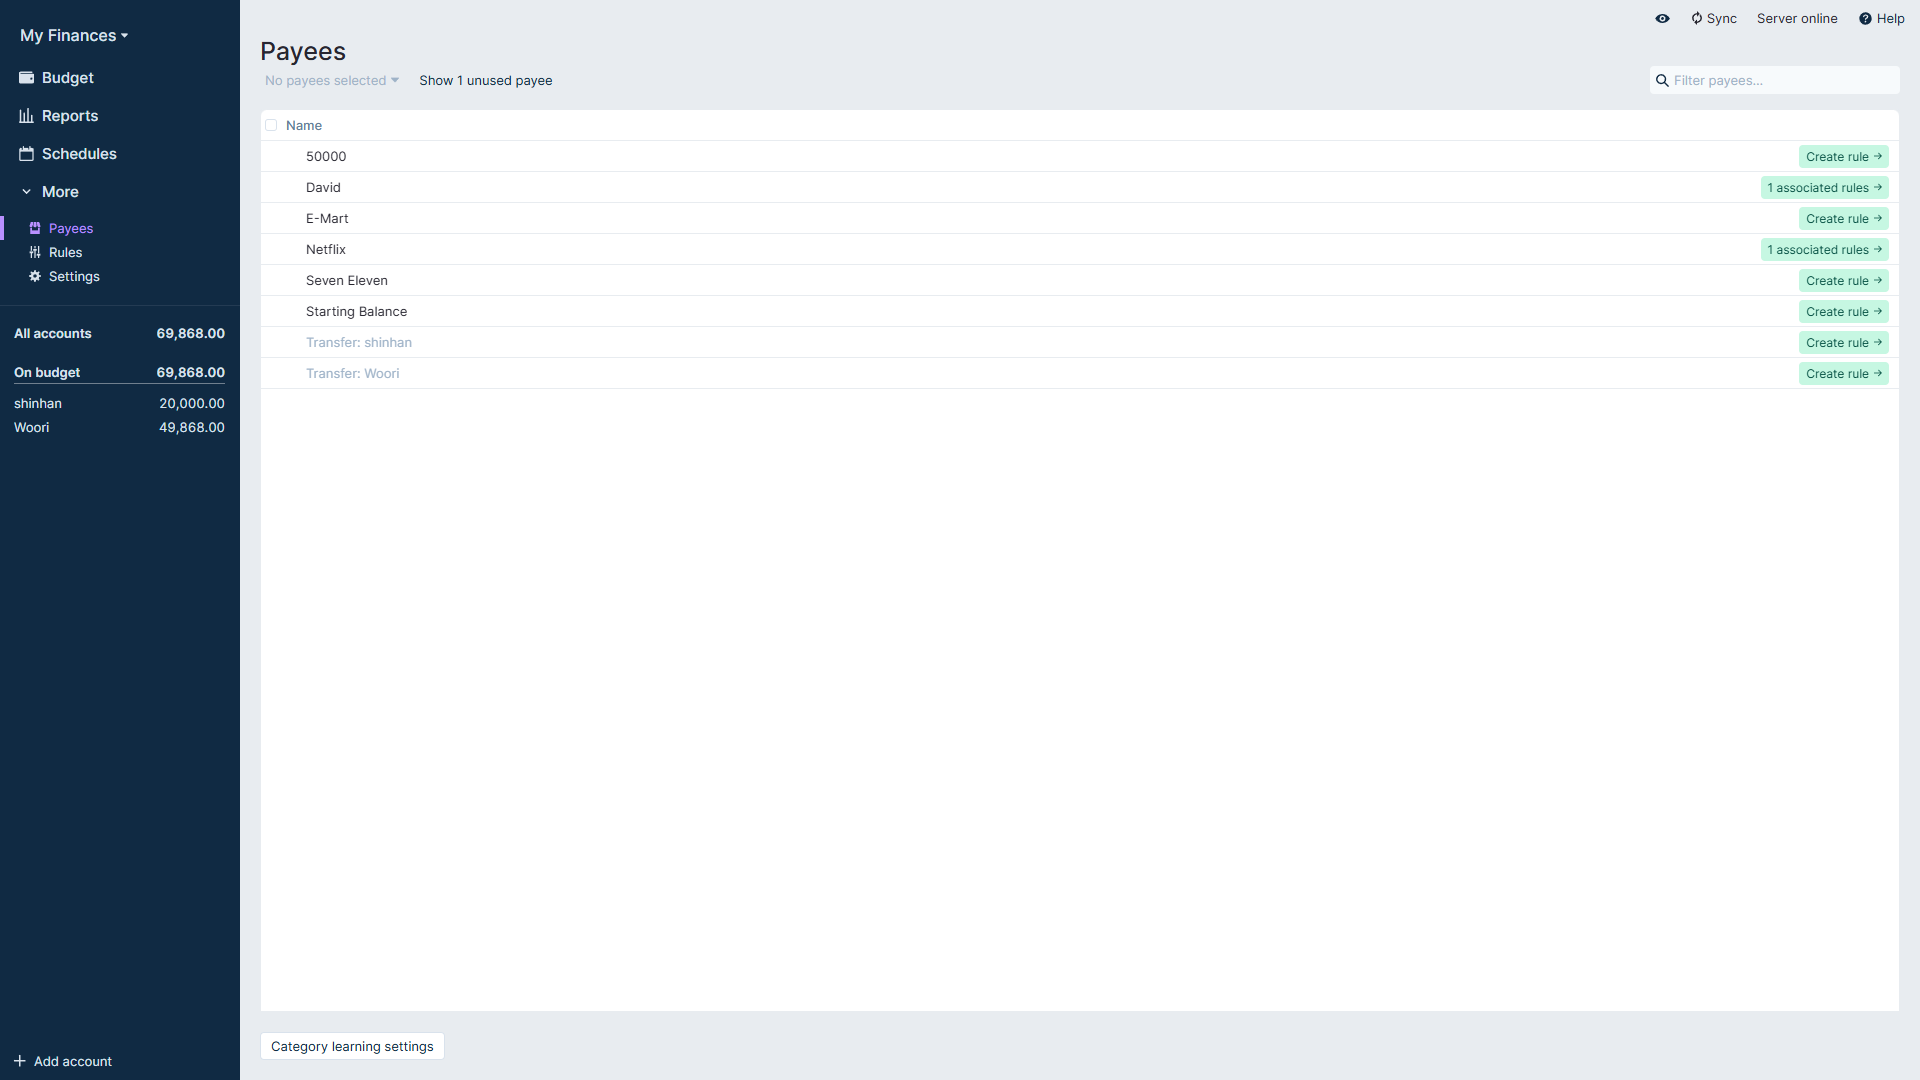 My Finances
Budget
Reports
Schedules
More
Payees
Rules
Settings
All accounts 69,868.00
On budget 69,868.00
shinhan 20,000.00
Woori 49,868.00
Add account
Sync Server online Help
Payees
No payees selected Show 1 unused payee Filter payees...
Name
50000 Create rule
David 1 associated rules
E-Mart Create rule
Netflix 1 associated rules
Seven Eleven Create rule
Starting Balance Create rule
Transfer: shinhan Create rule
Transfer: Woori Create rule
Category learning settings